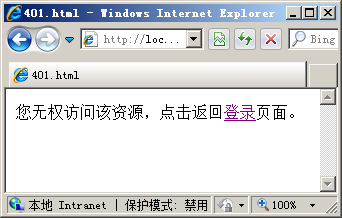 401.html - Windows Internet Explorer
http://loc...
Bing
401.html
您无权访问该资源，点击返回登录页面。
本地 Intranet | 保护模式: 禁用
100%